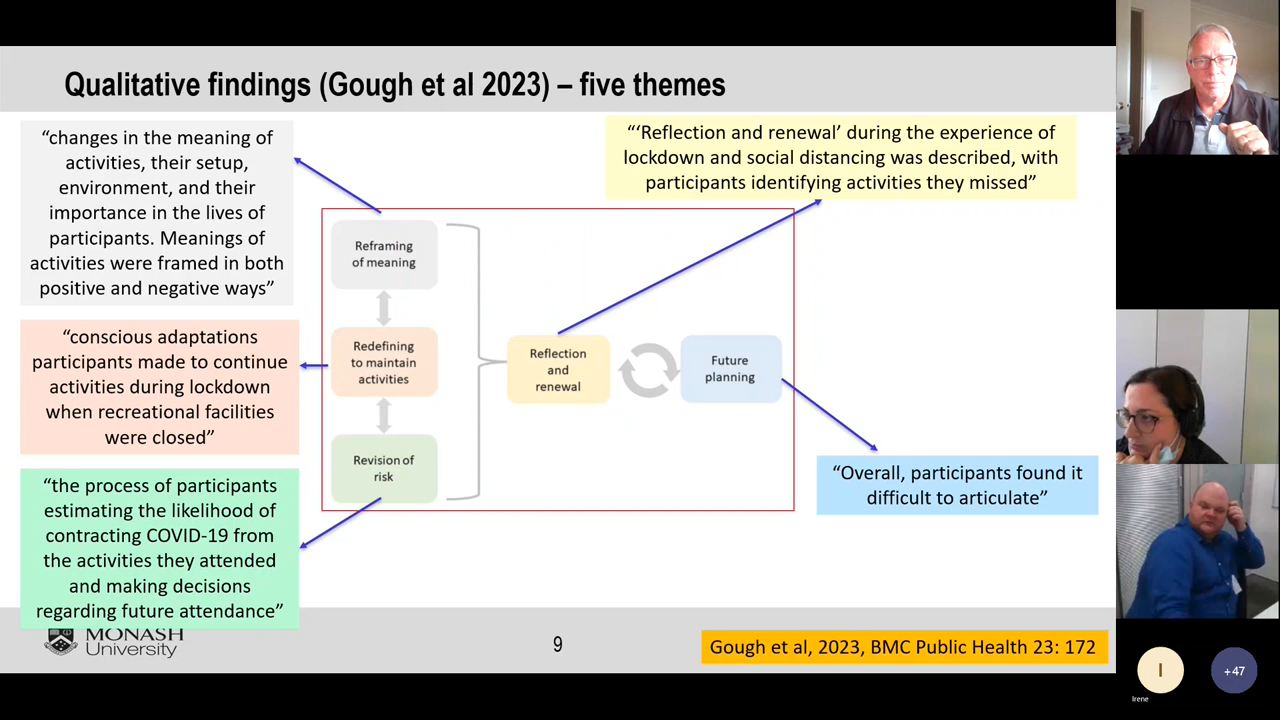 Qualitative findings (Gough et al 2023) – five themes
“changes in the meaning of
activities, their setup,
environment, and their
importance in the lives of
participants. Meanings of
activities were framed in both
positive and negative ways”
“‘Reflection and renewal’ during the experience of
lockdown and social distancing was described, with
participants identifying activities they missed”
Reframing
of meaning
“conscious adaptations
participants made to continue
activities during lockdown
when recreational facilities
were closed”
Redefining
to maintain
activities
Reflection
and
renewal
Future
planning
Revision of
risk
“the process of participants
estimating the likelihood of
contracting COVID-19 from
the activities they attended
and making decisions
regarding future attendance”
“Overall, participants found it
difficult to articulate”
MONASH
University
9
Gough et al, 2023, BMC Public Health 23: 172
I
Irene
+47